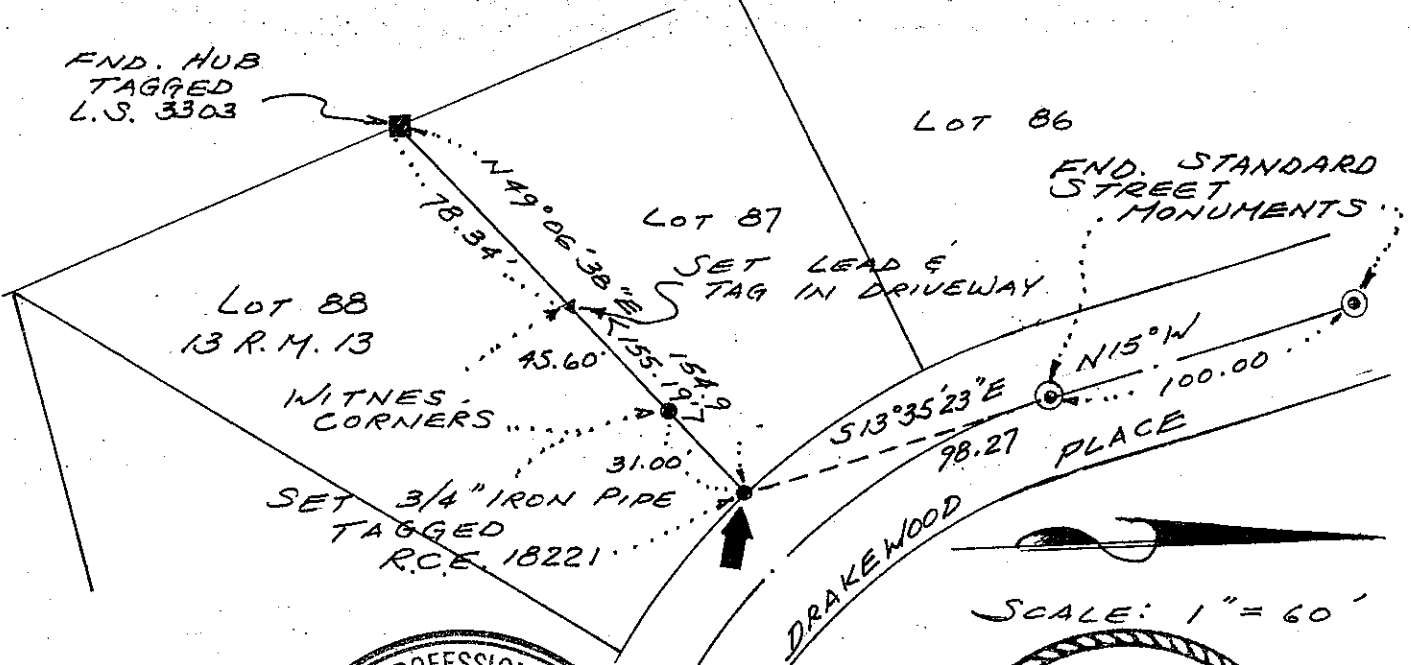 FND. HUB
TAGGED
L.S. 3303
LOT 86
FND. STANDARD
STREET
MONUMENTS
N49°06'38"E
78.34'
LOT 87
SET LEAD &
TAG IN DRIVEWAY
LOT 88
13 R.M. 13
45.60'
155.19
154.9
N15°W
100.00
WITNES
CORNERS
S13°35'23"E
98.27
PLACE
31.00'
SET 3/4" IRON PIPE
TAGGED
R.C.E. 18221
DRAKEWOOD
SCALE: 1" = 60'